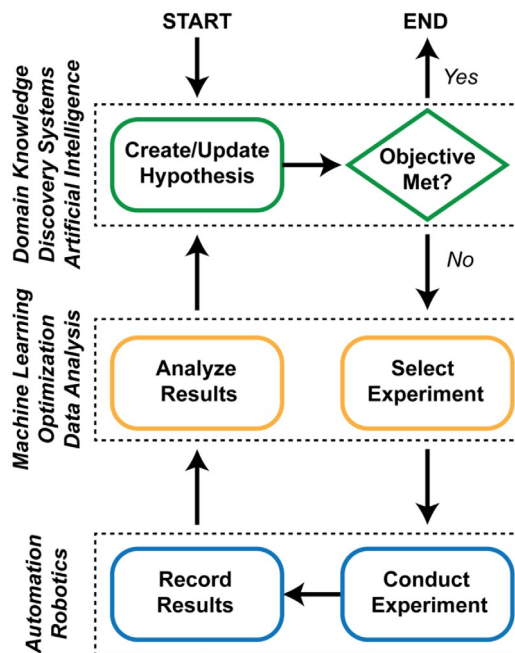 START
END
Yes
Domain Knowledge
Discovery Systems
Artificial Intelligence
Create/Update
Hypothesis
Objective
Met?
No
Machine Learning
Optimization
Data Analysis
Analyze
Results
Select
Experiment
Automation
Robotics
Record
Results
Conduct
Experiment